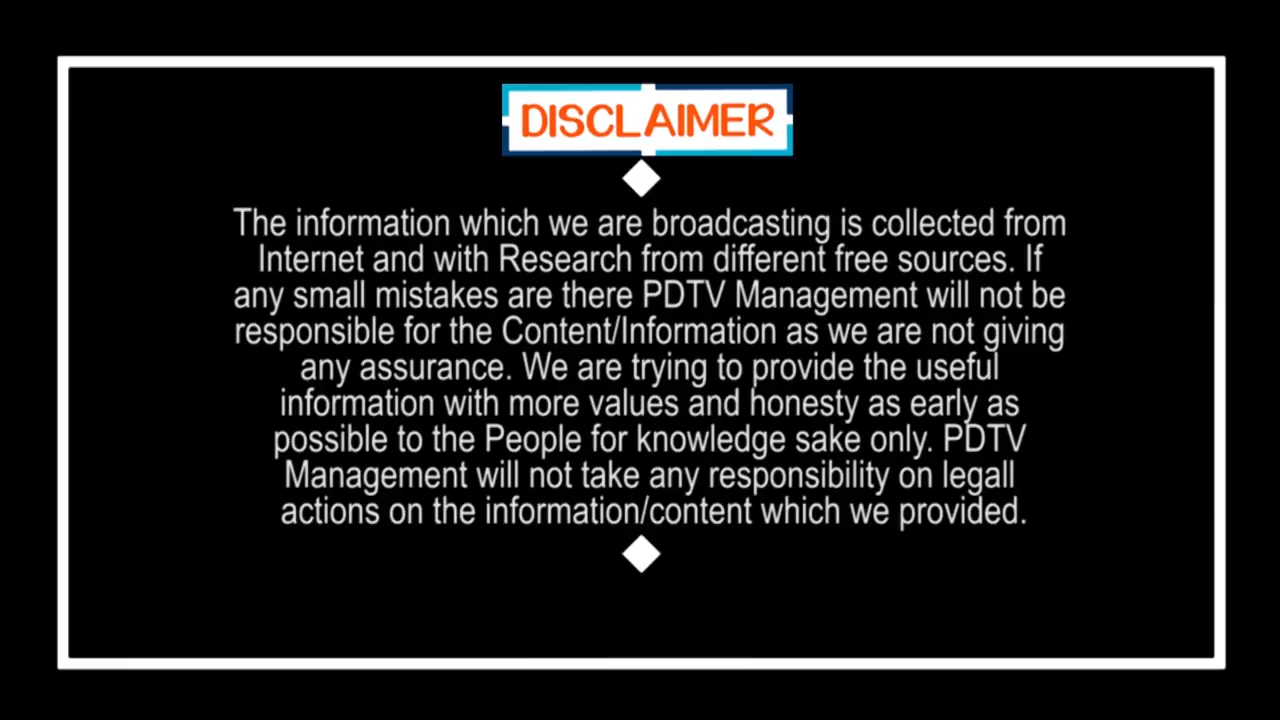 DISCLAIMER
The information which we are broadcasting is collected from
Internet and with Research from different free sources. If
any small mistakes are there PDTV Management will not be
responsible for the Content/Information as we are not giving
any assurance. We are trying to provide the useful
information with more values and honesty as early as
possible to the People for knowledge sake only. PDTV
Management will not take any responsibility on legall
actions on the information/content which we provided.